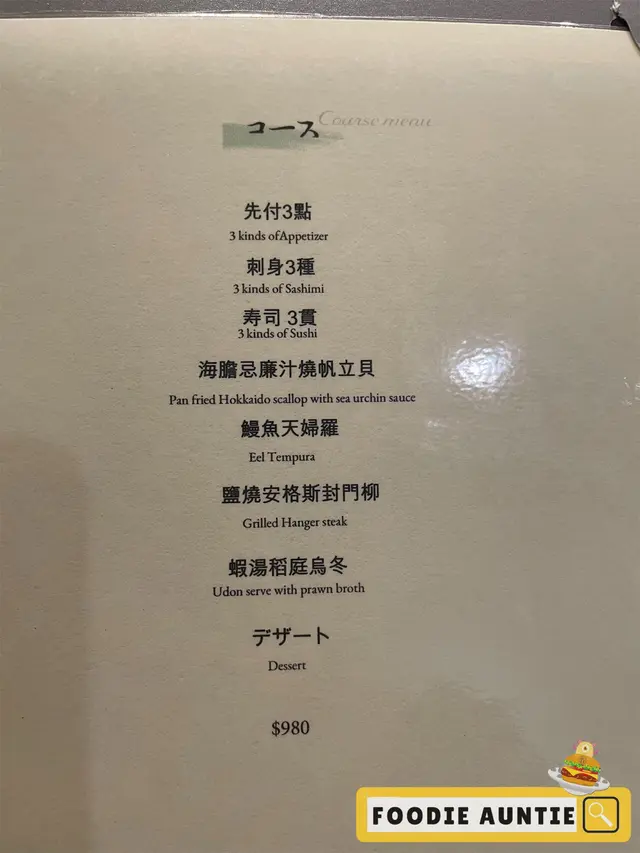 コース Course menu
先付3點
3 kinds ofAppetizer
刺身3種
3 kinds of Sashimi
寿司 3貫
3 kinds of Sushi
海膽忌廉汁燒帆立貝
Pan fried Hokkaido scallop with sea urchin sauce
鰻魚天婦羅
Eel Tempura
鹽燒安格斯封門柳
Grilled Hanger steak
蝦湯稻庭烏冬
Udon serve with prawn broth
デザート
Dessert
$980
FOODIE AUNTIE